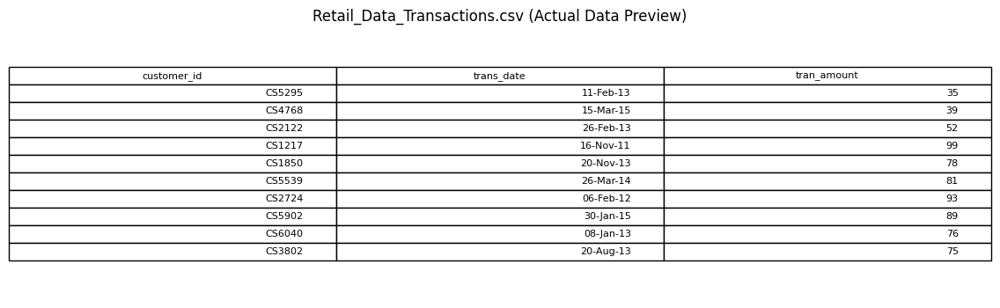 Retail_Data_Transactions.csv (Actual Data Preview)
customer_id trans_date tran_amount
CS5295 11-Feb-13 35
CS4768 15-Mar-15 39
CS2122 26-Feb-13 52
CS1217 16-Nov-11 99
CS1850 20-Nov-13 78
CS5539 26-Mar-14 81
CS2724 06-Feb-12 93
CS5902 30-Jan-15 89
CS6040 08-Jan-13 76
CS3802 20-Aug-13 75